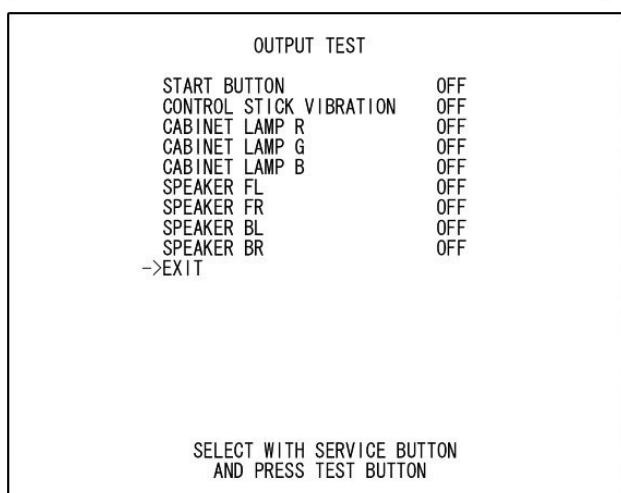 OUTPUT TEST
START BUTTON OFF
CONTROL STICK VIBRATION OFF
CABINET LAMP R OFF
CABINET LAMP G OFF
CABINET LAMP B OFF
SPEAKER FL OFF
SPEAKER FR OFF
SPEAKER BL OFF
SPEAKER BR OFF
->EXIT
SELECT WITH SERVICE BUTTON
AND PRESS TEST BUTTON